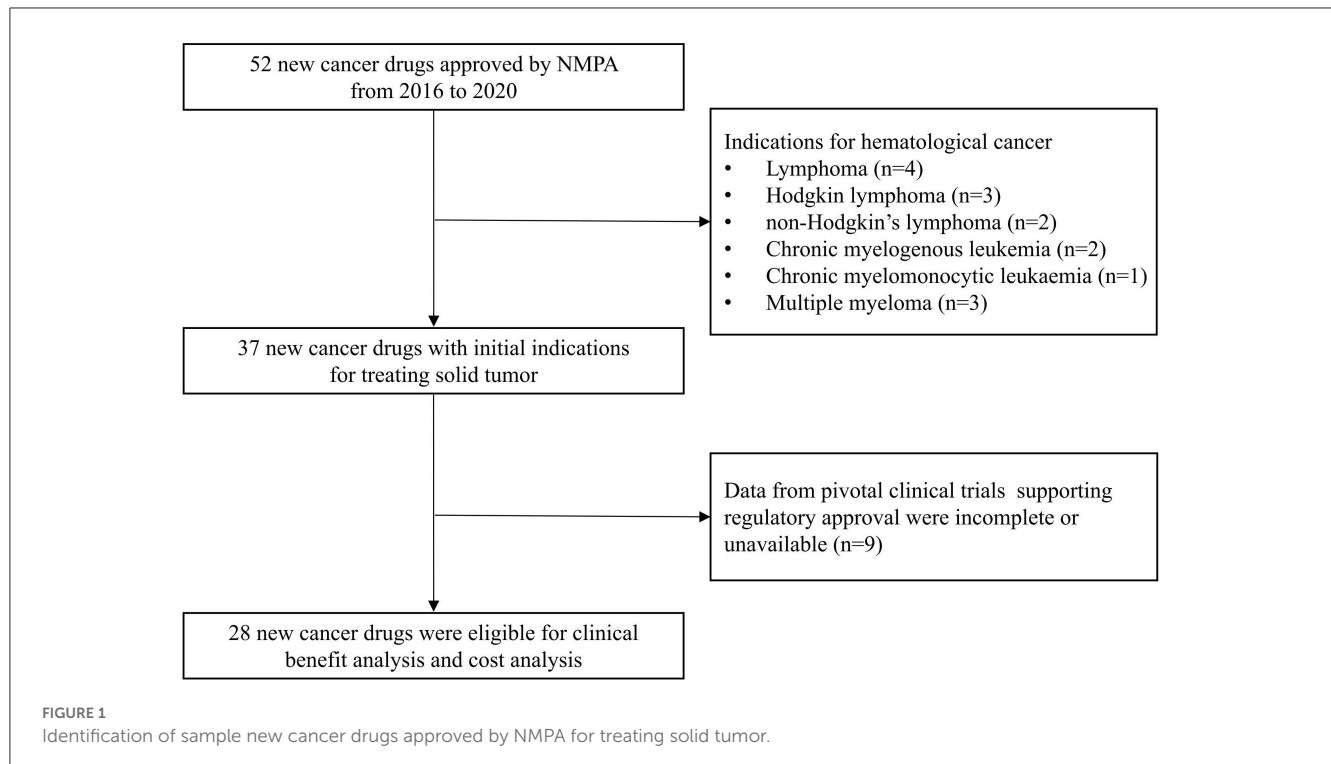 52 new cancer drugs approved by NMPA
from 2016 to 2020
Indications for hematological cancer
• Lymphoma (n=4)
• Hodgkin lymphoma (n=3)
• non-Hodgkin’s lymphoma (n=2)
• Chronic myelogenous leukemia (n=2)
• Chronic myelomonocytic leukaemia (n=1)
• Multiple myeloma (n=3)
37 new cancer drugs with initial indications
for treating solid tumor
Data from pivotal clinical trials supporting
regulatory approval were incomplete or
unavailable (n=9)
28 new cancer drugs were eligible for clinical
benefit analysis and cost analysis
FIGURE 1
Identification of sample new cancer drugs approved by NMPA for treating solid tumor.